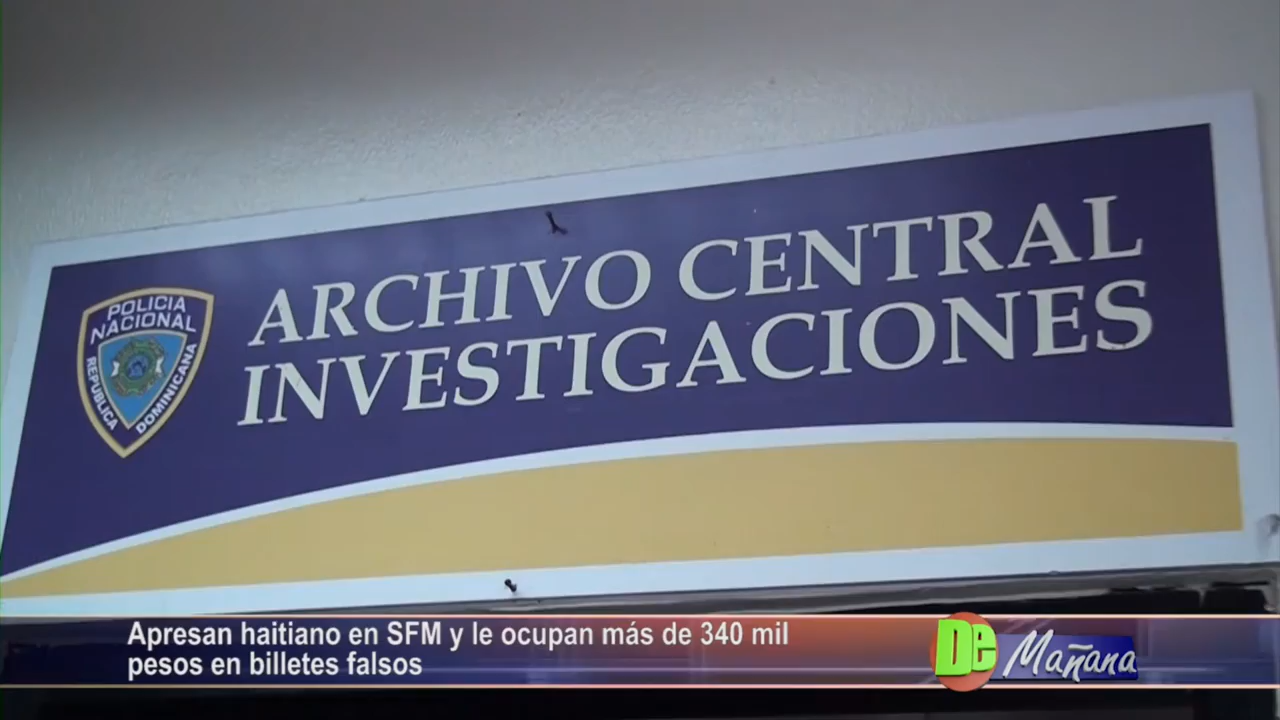 POLICIA
NACIONAL
REPUBLICA
DOMINICANA
ARCHIVO CENTRAL
INVESTIGACIONES
Apresan haitiano en SFM y le ocupan más de 340 mil
pesos en billetes falsos
De Mañana